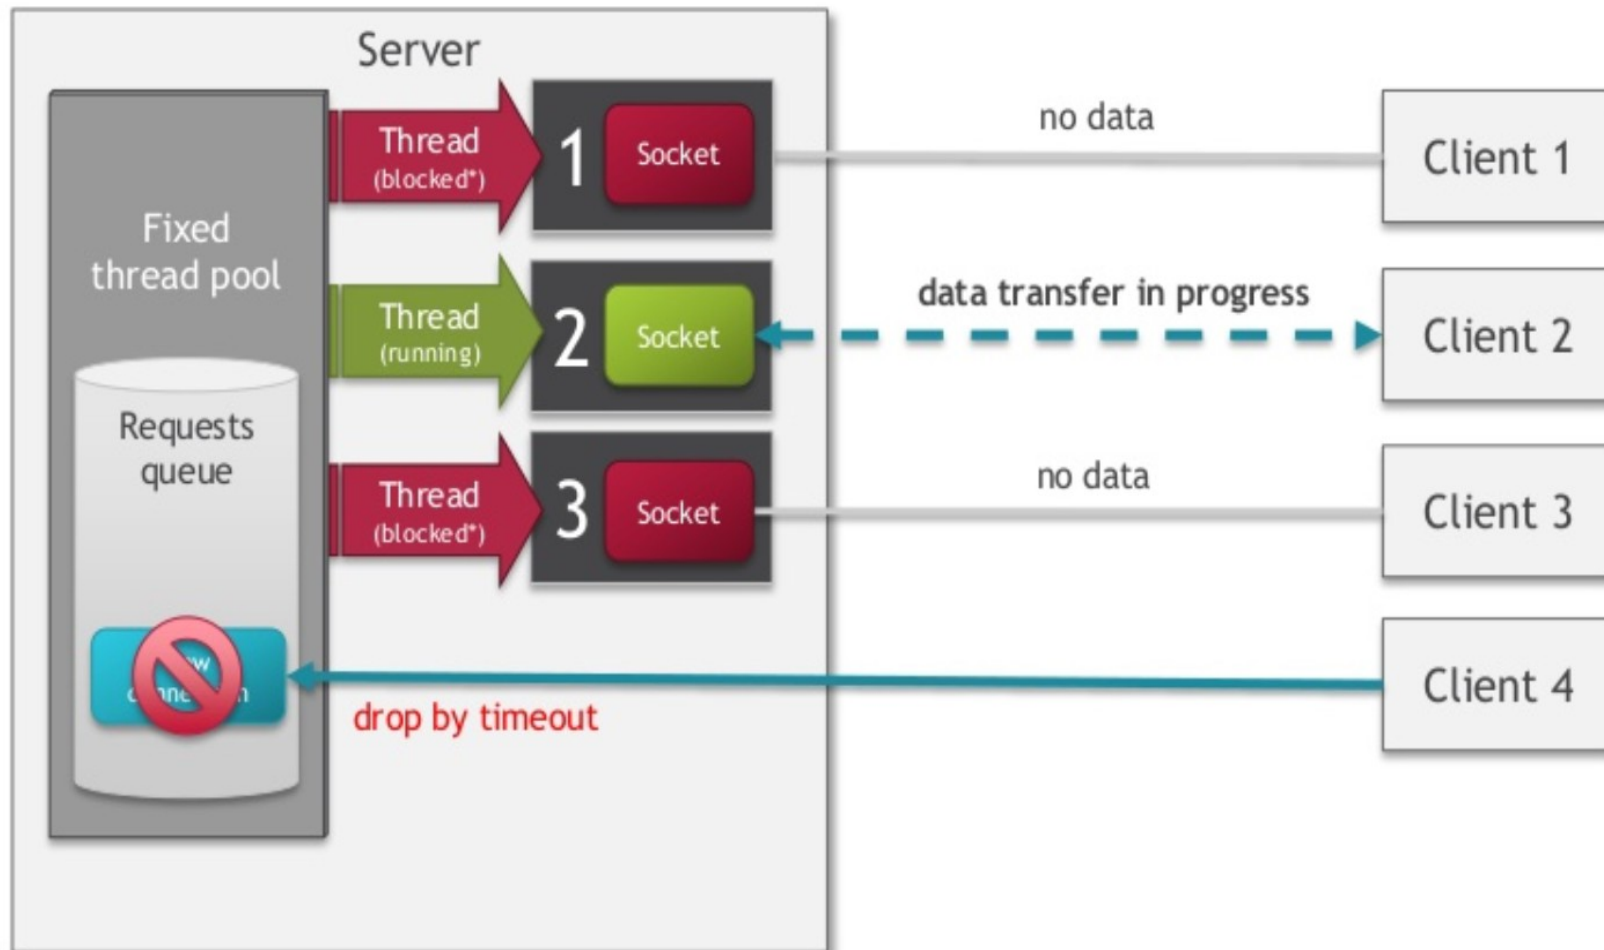 Server
Fixed
thread pool
Requests
queue
Thread
(blocked*)
1
Socket
no data
Client 1
Thread
(running)
2
Socket
data transfer in progress
Client 2
Thread
(blocked*)
3
Socket
no data
Client 3
drop by timeout
Client 4